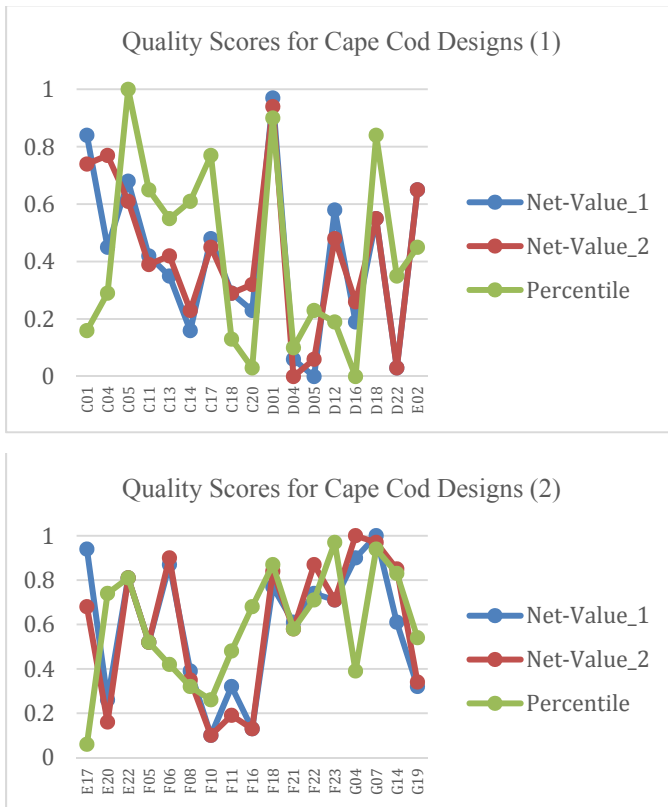 Quality Scores for Cape Cod Designs (1)
1
0.8
0.6
0.4
0.2
0
C01 C04 C05 C11 C13 C14 C17 C18 C20 D01 D04 D05 D12 D16 D18 D22 E02
Net-Value_1
Net-Value_2
Percentile
Quality Scores for Cape Cod Designs (2)
1
0.8
0.6
0.4
0.2
0
E17 E20 E22 F05 F06 F08 F10 F11 F16 F18 F21 F22 F23 G04 G07 G14 G19
Net-Value_1
Net-Value_2
Percentile